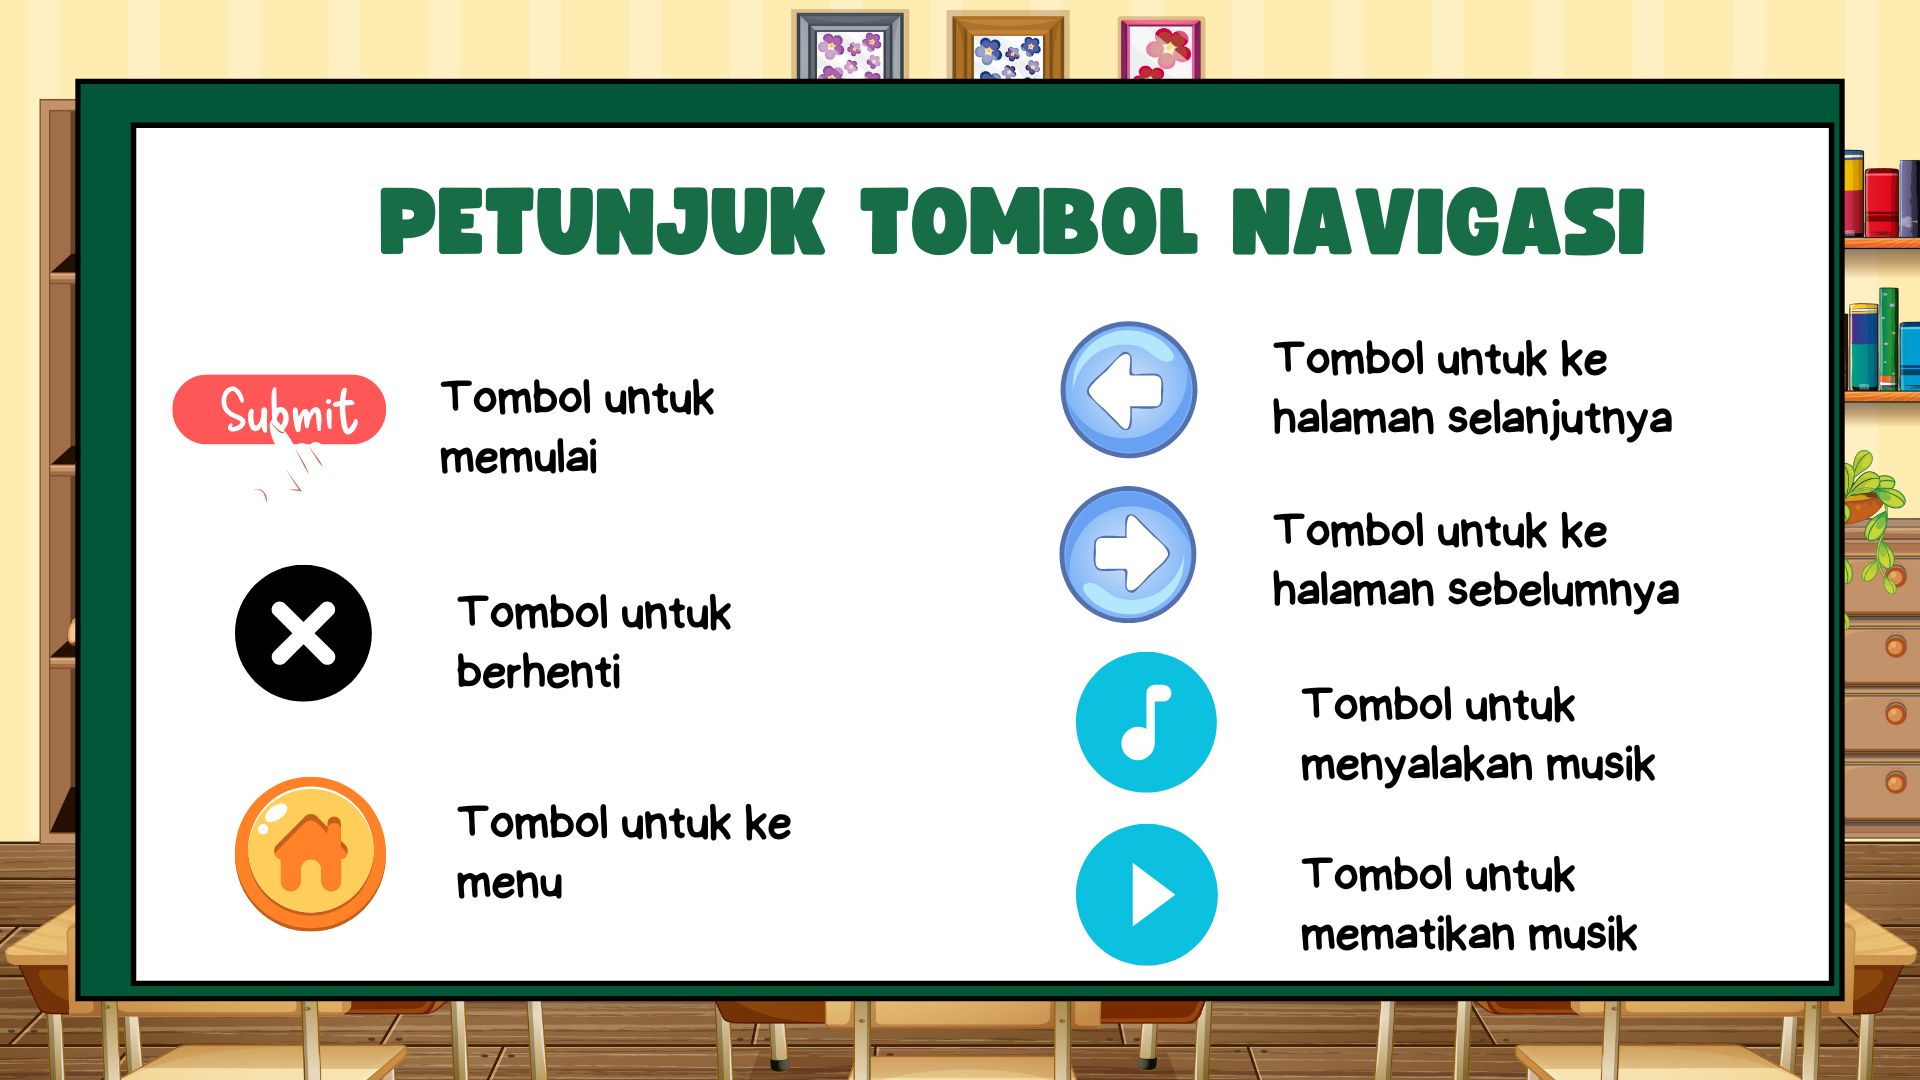 PETUNJUK TOMBOL NAVIGASI
Submit
Tombol untuk
memulai
Tombol untuk
berhenti
Tombol untuk ke
menu
Tombol untuk ke
halaman selanjutnya
Tombol untuk ke
halaman sebelumnya
Tombol untuk
menyalakan musik
Tombol untuk
mematikan musik